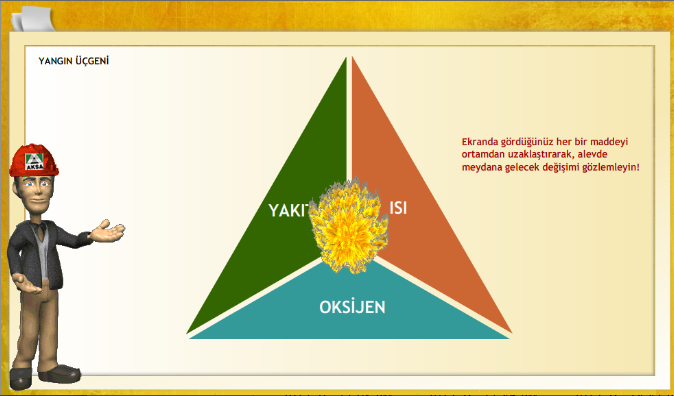 YANGIN ÜÇGENİ
Ekranda gördüğünüz her bir maddeyi
ortamdan uzaklaştırarak, alevde
meydana gelecek değişimi gözlemleyin!
AKSA
YAKIT
ISI
OKSİJEN